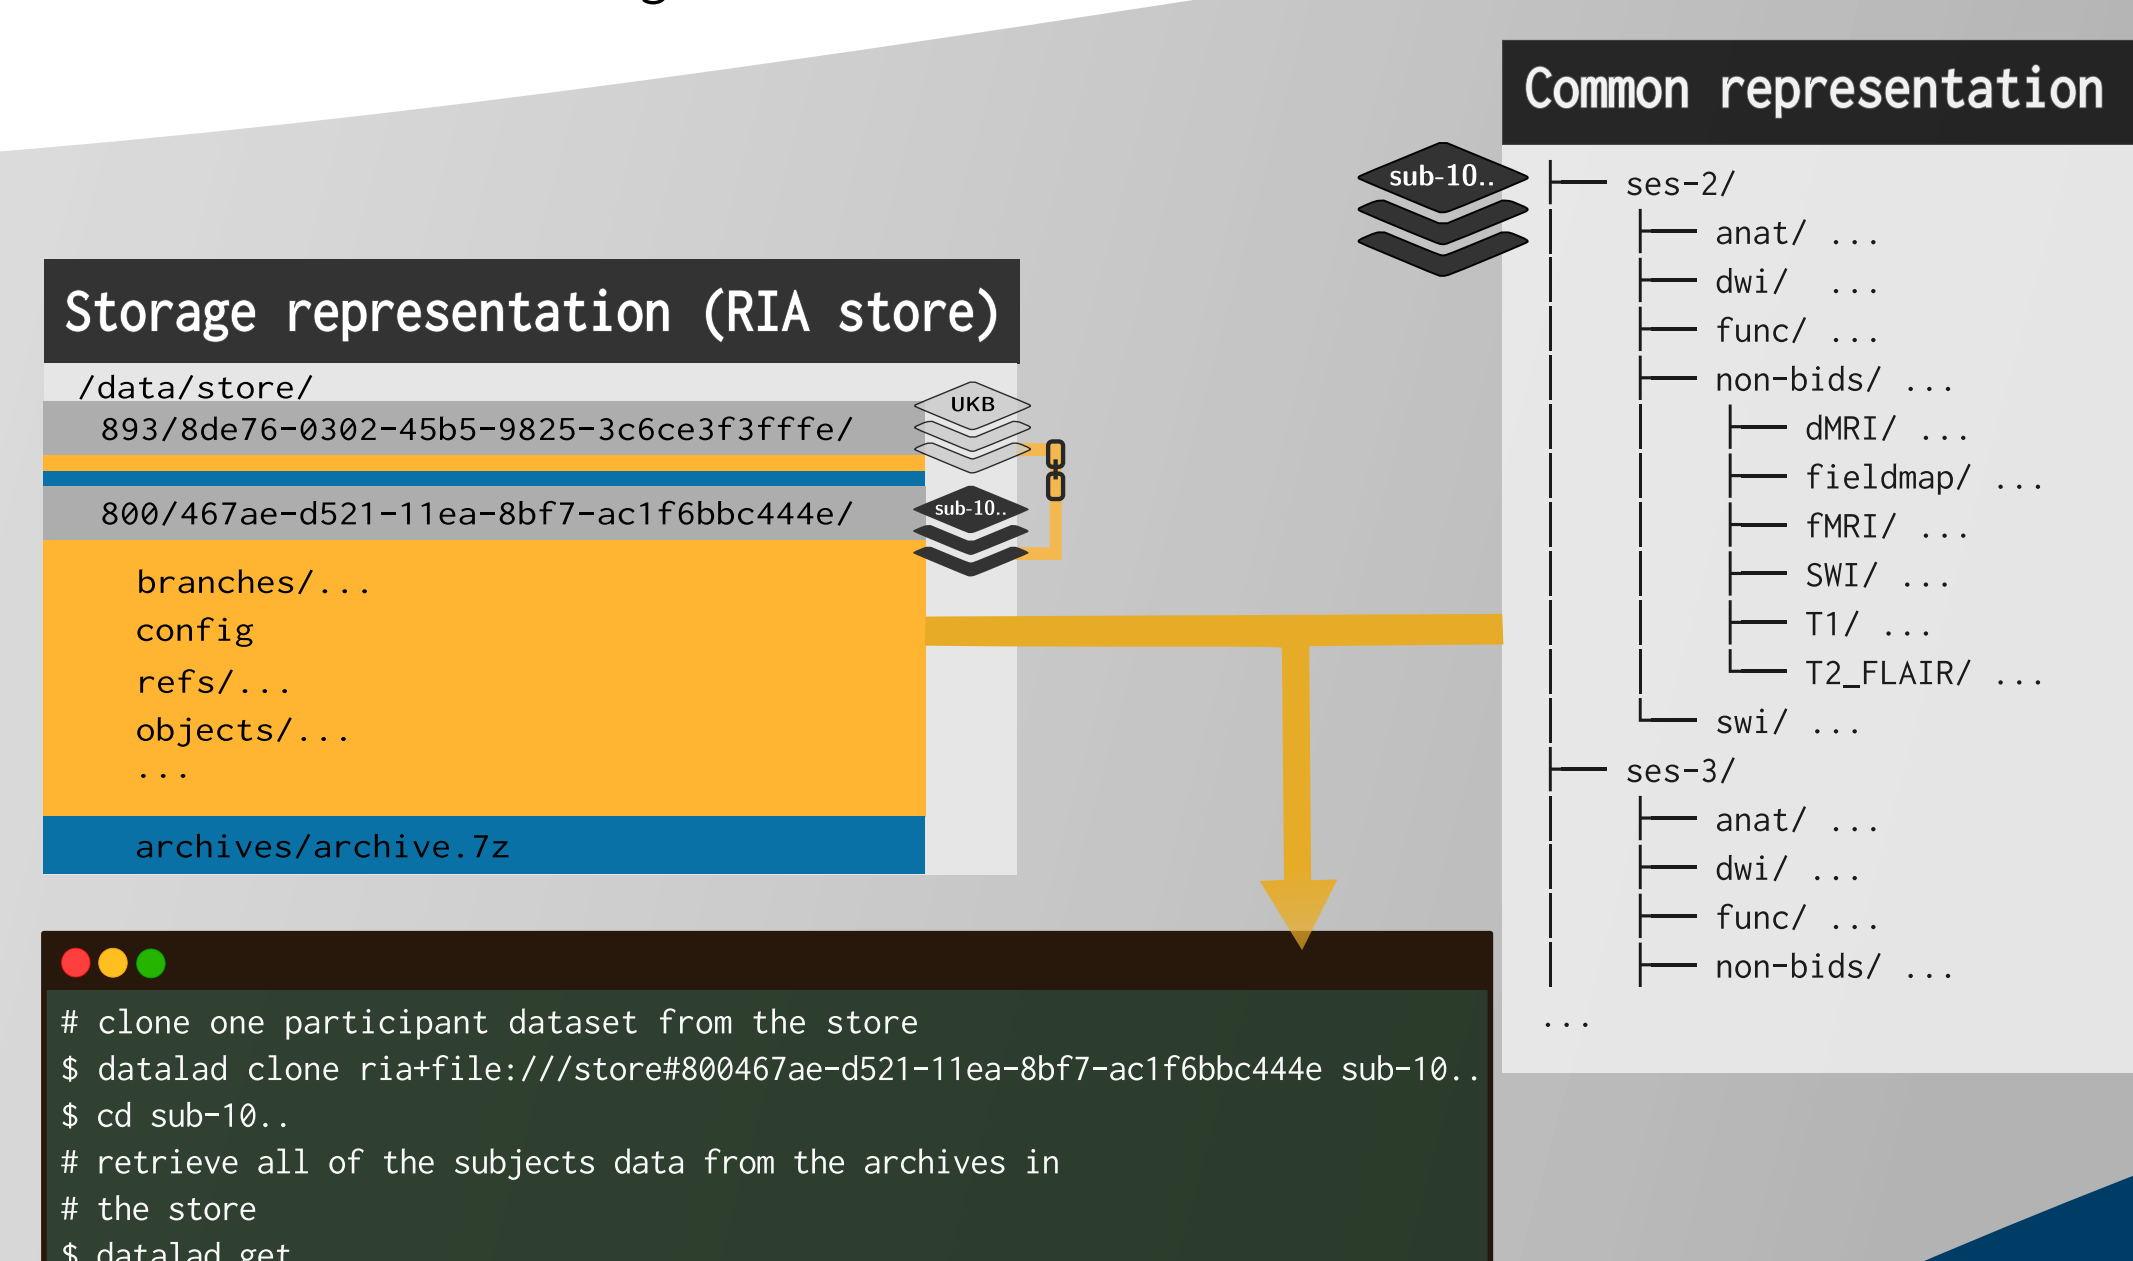 Storage representation (RIA store)
/data/store/
893/8de76-0302-45b5-9825-3c6ce3f3fffe/
UKB
800/467ae-d521-11ea-8bf7-ac1f6bbc444e/
sub-10..
branches/...
config
refs/...
objects/...
...
archives/archive.7z
Common representation
sub-10..
ses-2/
anat/ ...
dwi/ ...
func/ ...
non-bids/ ...
dMRI/ ...
fieldmap/ ...
fMRI/ ...
SWI/ ...
T1/ ...
T2_FLAIR/ ...
swi/ ...
ses-3/
anat/ ...
dwi/ ...
func/ ...
non-bids/ ...
...
# clone one participant dataset from the store
$ datalad clone ria+file:///store#800467ae-d521-11ea-8bf7-ac1f6bbc444e sub-10..
$ cd sub-10..
# retrieve all of the subjects data from the archives in
# the store
$ datalad get